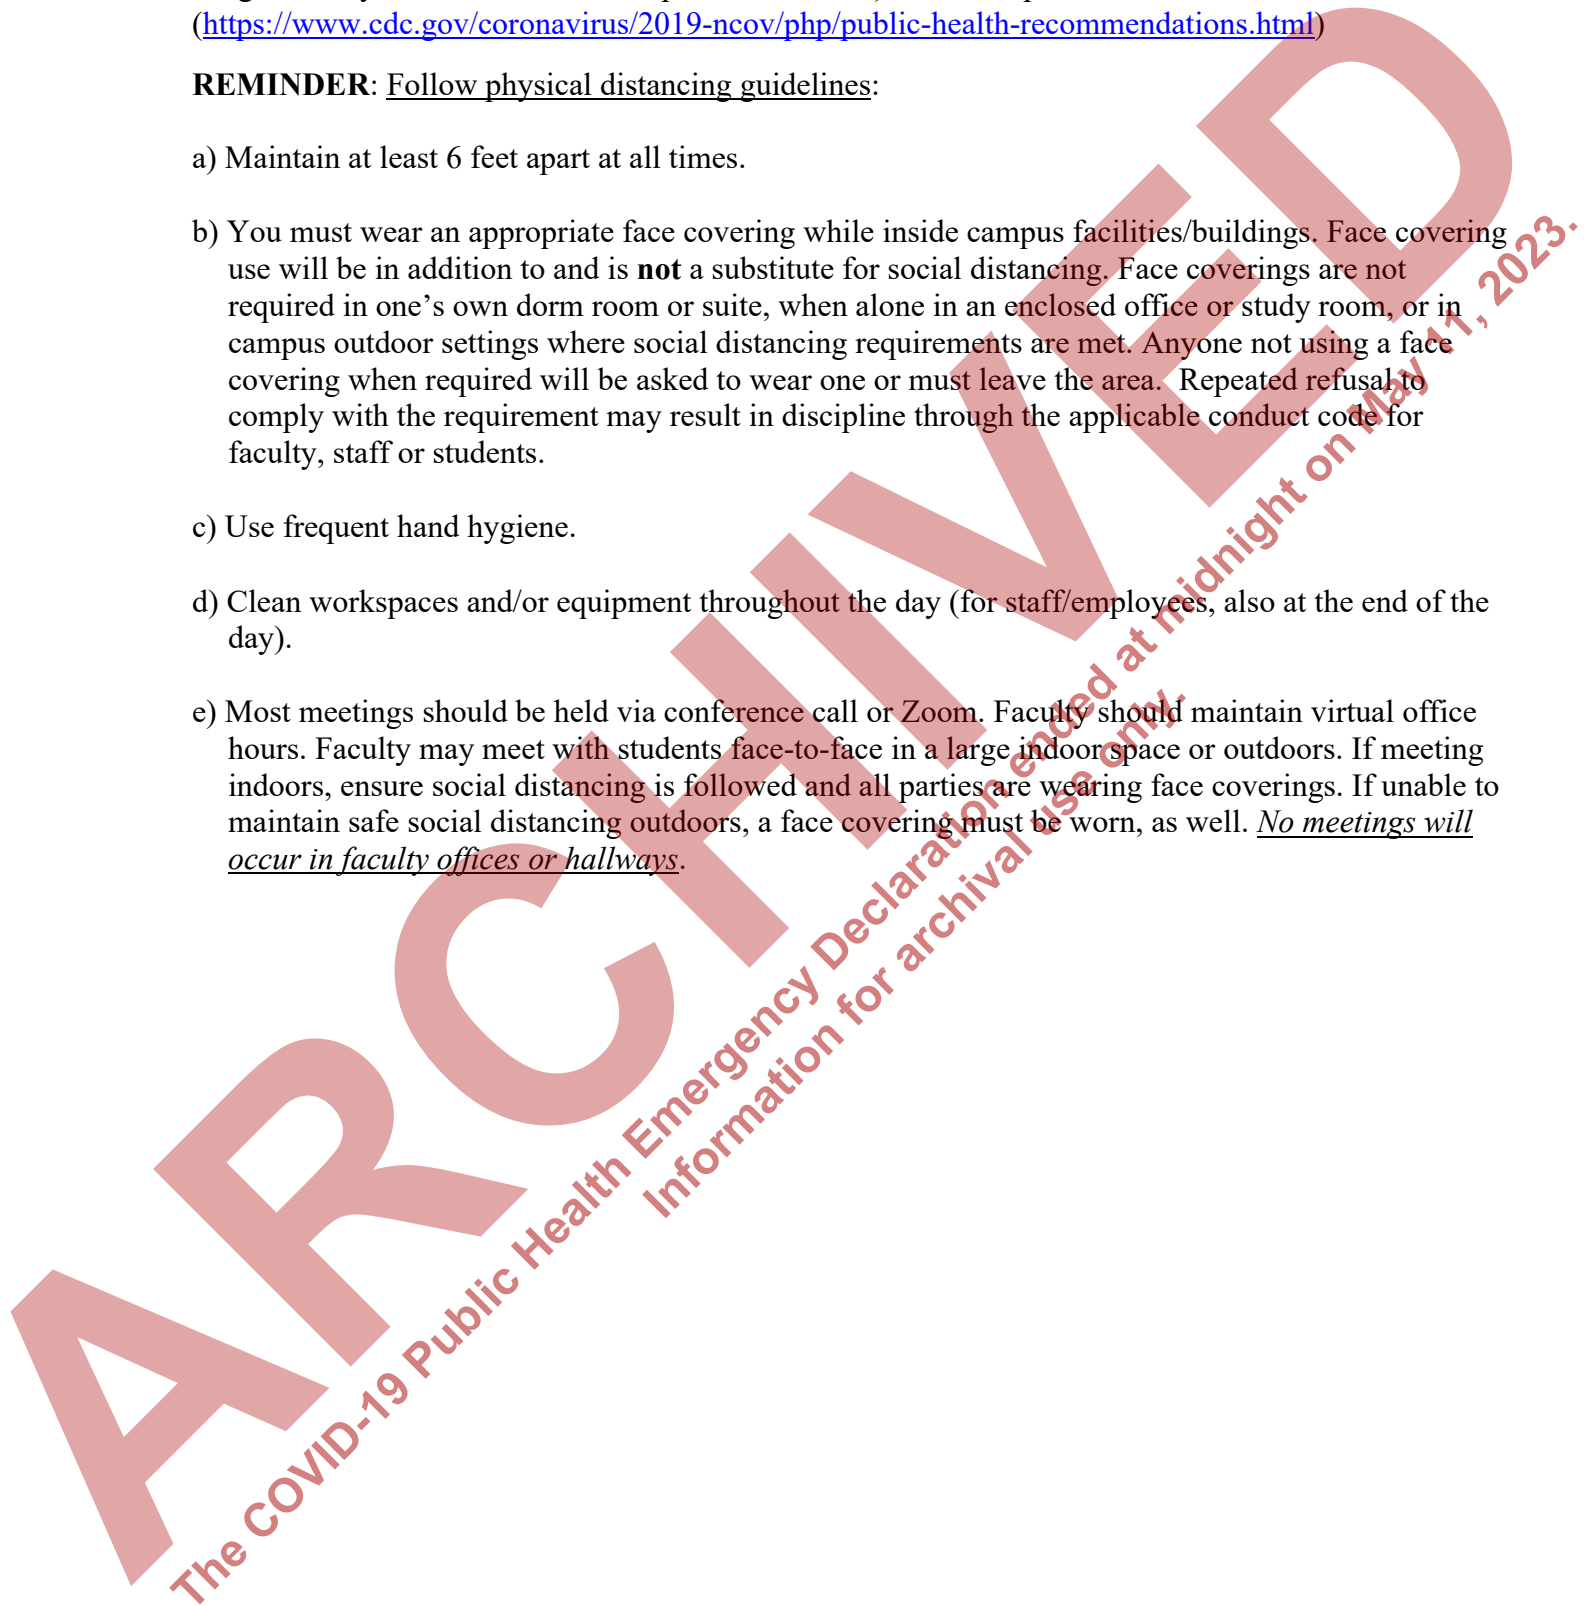 (https://www.cdc.gov/coronavirus/2019-ncov/php/public-health-recommendations.html)
REMINDER: Follow physical distancing guidelines:
a) Maintain at least 6 feet apart at all times.
b) You must wear an appropriate face covering while inside campus facilities/buildings. Face covering
use will be in addition to and is not a substitute for social distancing. Face coverings are not
required in one’s own dorm room or suite, when alone in an enclosed office or study room, or in
campus outdoor settings where social distancing requirements are met. Anyone not using a face
covering when required will be asked to wear one or must leave the area.  Repeated refusal to
comply with the requirement may result in discipline through the applicable conduct code for
faculty, staff or students.
c) Use frequent hand hygiene.
d) Clean workspaces and/or equipment throughout the day (for staff/employees, also at the end of the
day).
e) Most meetings should be held via conference call or Zoom. Faculty should maintain virtual office
hours. Faculty may meet with students face-to-face in a large indoor space or outdoors. If meeting
indoors, ensure social distancing is followed and all parties are wearing face coverings. If unable to
maintain safe social distancing outdoors, a face covering must be worn, as well. No meetings will
occur in faculty offices or hallways.
ARCHIVED
The COVID-19 Public Health Emergency Declaration ended at midnight on May 11, 2023.
Information for archival use only.